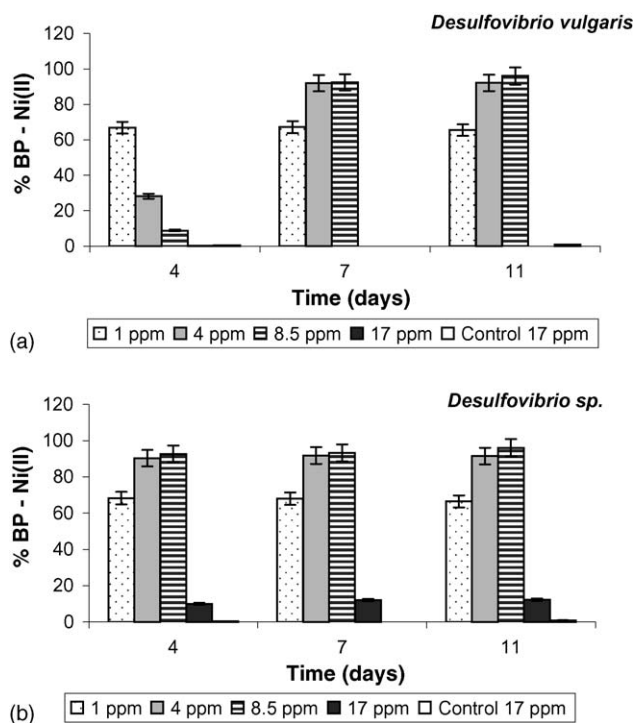 Desulfovibrio vulgaris
120
100
80
60
40
20
0
% BP - Ni(II)
4 7 11
Time (days)
(a) 1 ppm 4 ppm 8.5 ppm 17 ppm Control 17 ppm
Desulfovibrio sp.
120
100
80
60
40
20
0
% BP - Ni(II)
4 7 11
Time (days)
(b) 1 ppm 4 ppm 8.5 ppm 17 ppm Control 17 ppm